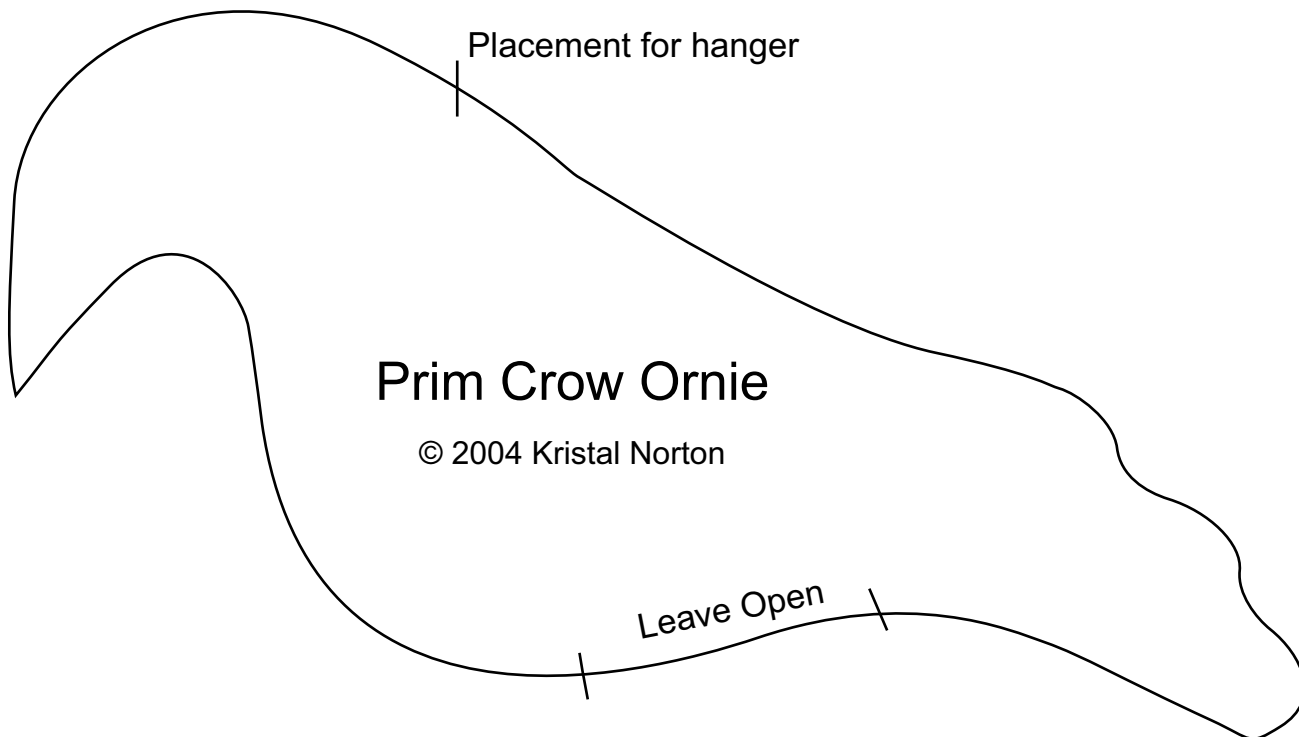 Placement for hanger
Prim Crow Ornie
© 2004 Kristal Norton
Leave Open